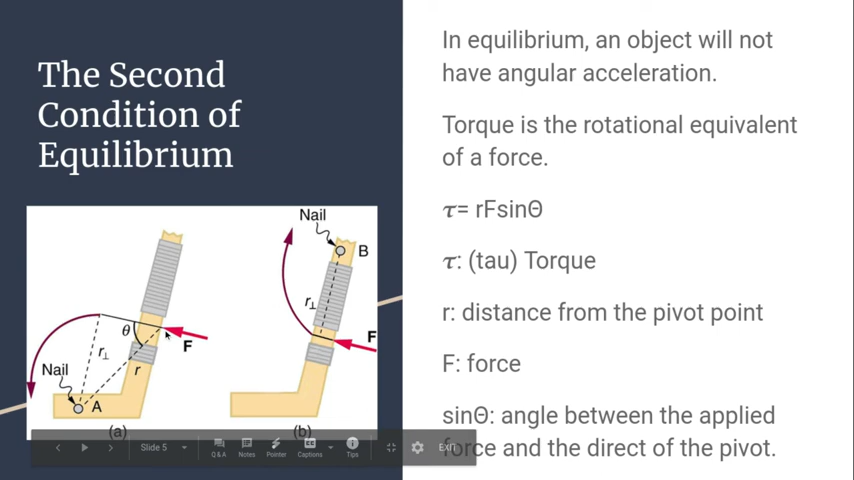 The Second
Condition of
Equilibrium
Nail
B
r⊥
F
θ
F
r⊥
r
Nail
A
(a)
(b)
In equilibrium, an object will not
have angular acceleration.
Torque is the rotational equivalent
of a force.
𝝉= rFsinΘ
𝝉: (tau) Torque
r: distance from the pivot point
F: force
sinΘ: angle between the applied
force and the direct of the pivot.
Slide 5
Q & A
Notes
Pointer
Captions
Tips
EXIT